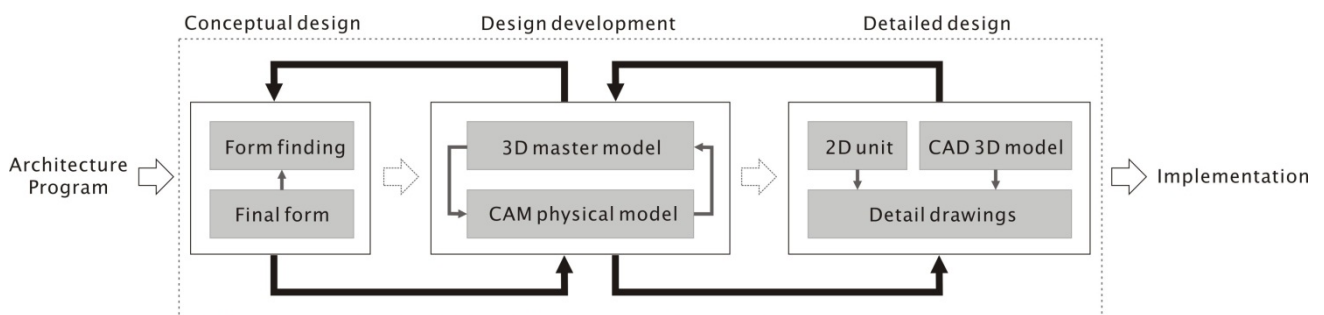 Conceptual design
Design development
Detailed design
Architecture
Program
Form finding
Final form
3D master model
CAM physical model
2D unit
CAD 3D model
Detail drawings
Implementation